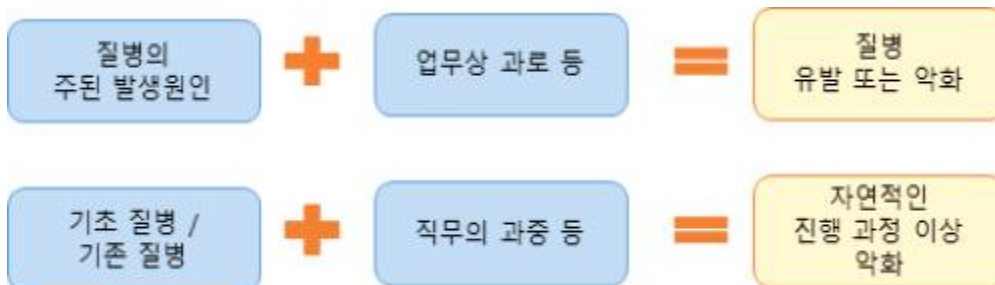 질병의
주된 발생원인
업무상 과로 등
질병
유발 또는 악화
기초 질병 /
기존 질병
직무의 과중 등
자연적인
진행 과정 이상
악화